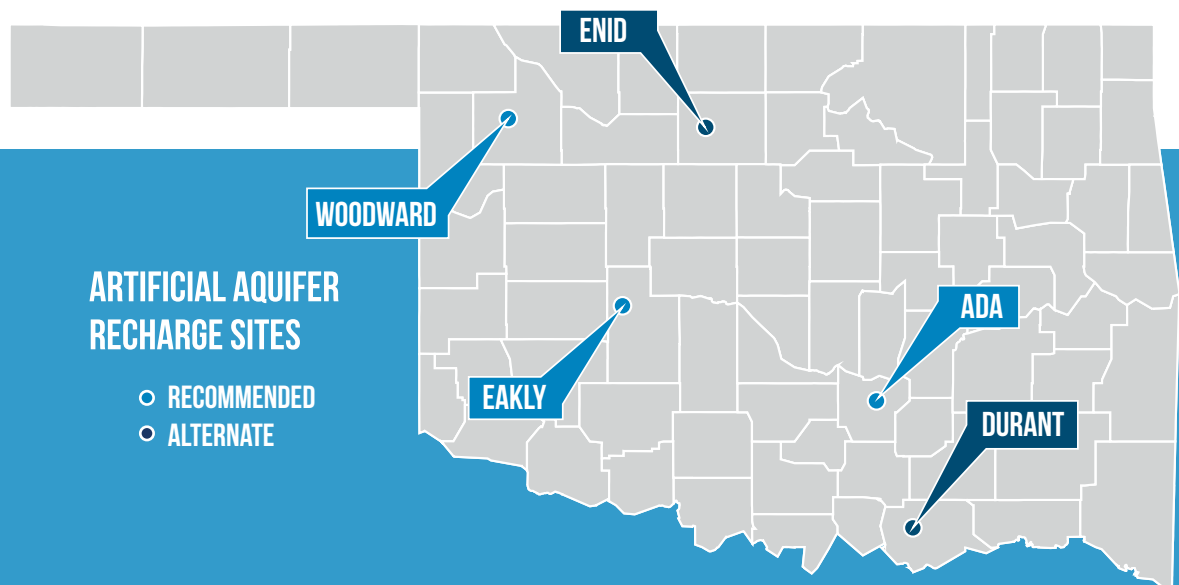 ENID
WOODWARD
ARTIFICIAL AQUIFER
RECHARGE SITES
RECOMMENDED
ALTERNATE
EAKLY
ADA
DURANT